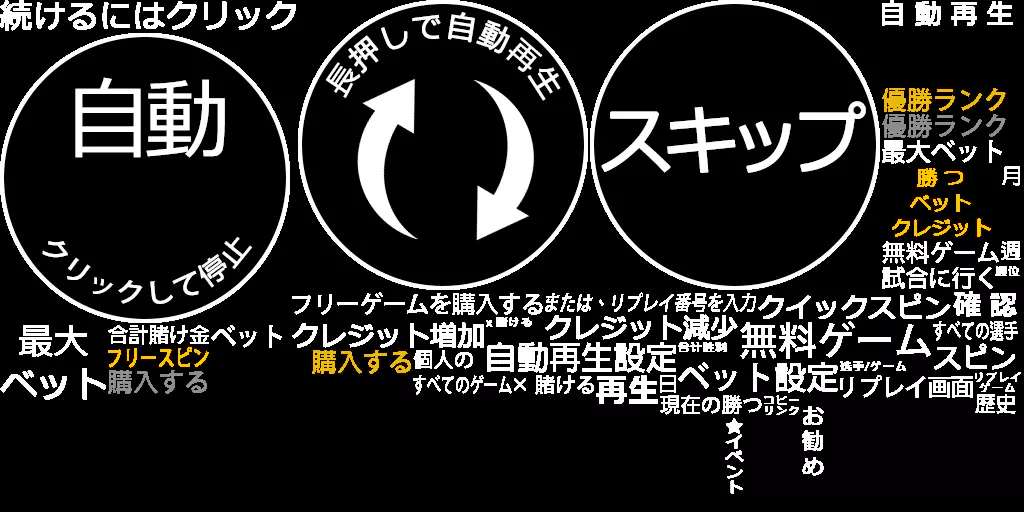 続けるにはクリック
自動再生
長押しで自動再生
自動
クリックして停止
スキップ
優勝ランク
優勝ランク
最大ベット
勝つ
月
ベット
クレジット
無料ゲーム
週
試合に行く
順位
フリーゲームを購入する
または、リプレイ番号を入力
クイックスピン
確認
最大
合計賭け金
ベット
クレジット増加
× 賭ける
クレジット減少
無料ゲーム
すべての選手
フリースピン
購入する
個人の
自動再生設定
合計勝利
スピン
ベット
購入する
すべてのゲーム
× 賭ける
再生
日
ベット設定
選手/ゲーム
リプレイ画面
リプレイ
ゲーム
歴史
現在の勝つ
コピー
リンク
★イベント
お勧め